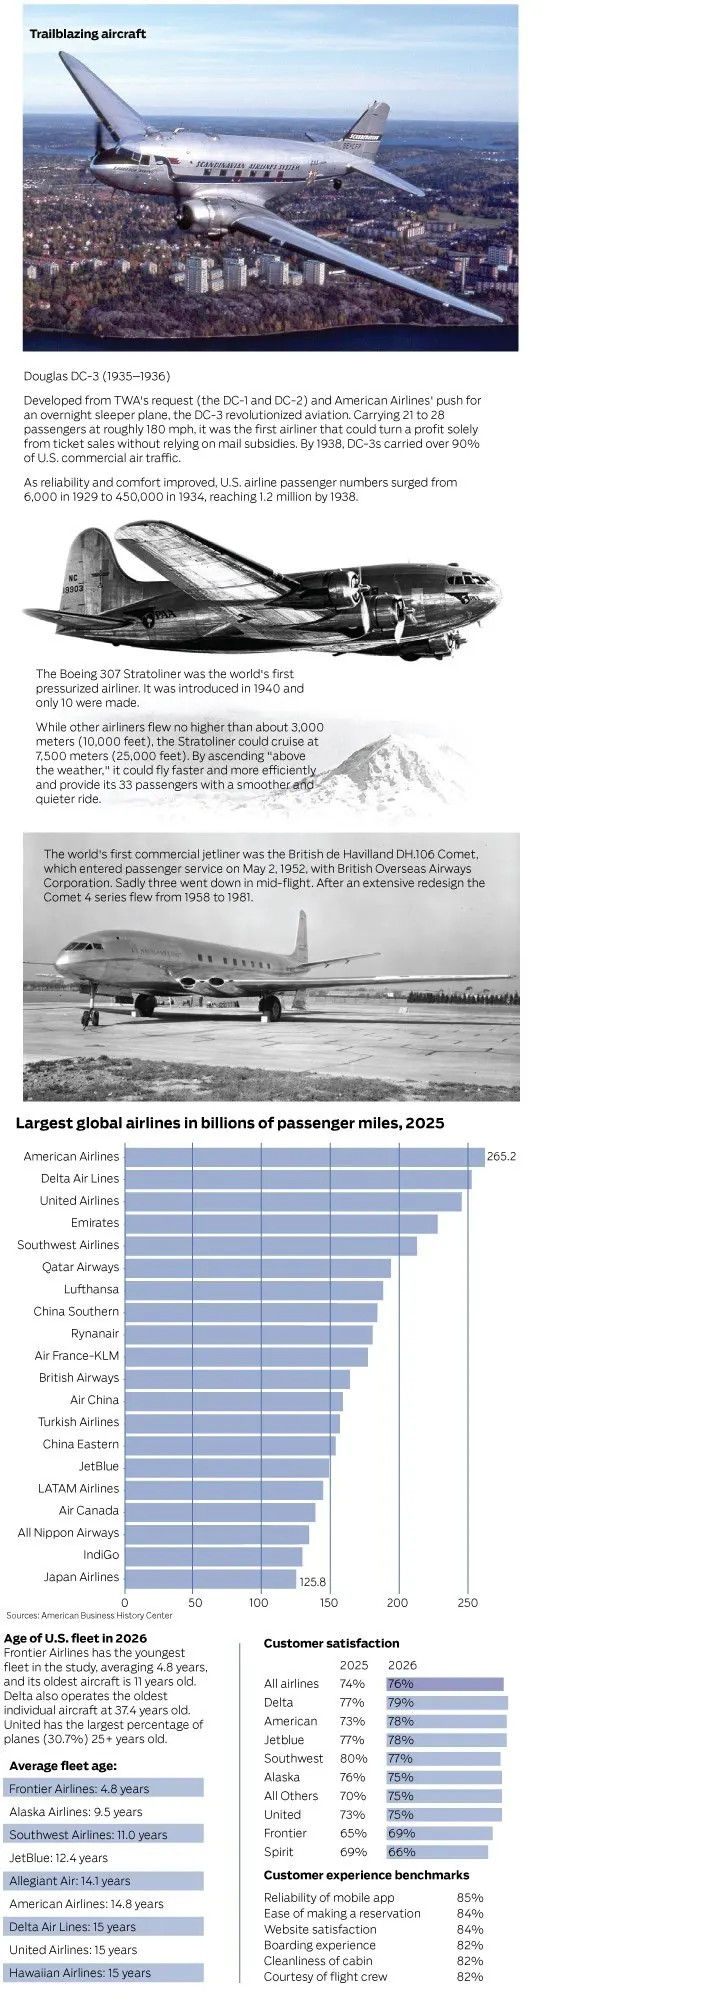 Trailblazing aircraft
SCANDINAVIAN AIRLINES SYSTEM
Douglas DC-3 (1935–1936)
Developed from TWA's request (the DC-1 and DC-2) and American Airlines' push for
an overnight sleeper plane, the DC-3 revolutionized aviation. Carrying 21 to 28
passengers at roughly 180 mph, it was the first airliner that could turn a profit solely
from ticket sales without relying on mail subsidies. By 1938, DC-3s carried over 90%
of U.S. commercial air traffic.
As reliability and comfort improved, U.S. airline passenger numbers surged from
6,000 in 1929 to 450,000 in 1934, reaching 1.2 million by 1938.
NC
19903
PAA
The Boeing 307 Stratoliner was the world's first
pressurized airliner. It was introduced in 1940 and
only 10 were made.
While other airliners flew no higher than about 3,000
meters (10,000 feet), the Stratoliner could cruise at
7,500 meters (25,000 feet). By ascending "above
the weather," it could fly faster and more efficiently
and provide its 33 passengers with a smoother and
quieter ride.
The world's first commercial jetliner was the British de Havilland DH.106 Comet,
which entered passenger service on May 2, 1952, with British Overseas Airways
Corporation. Sadly three went down in mid-flight. After an extensive redesign the
Comet 4 series flew from 1958 to 1981.
Largest global airlines in billions of passenger miles, 2025
American Airlines 265.2
Delta Air Lines
United Airlines
Emirates
Southwest Airlines
Qatar Airways
Lufthansa
China Southern
Rynanair
Air France-KLM
British Airways
Air China
Turkish Airlines
China Eastern
JetBlue
LATAM Airlines
Air Canada
All Nippon Airways
IndiGo
Japan Airlines 125.8
0 50 100 150 200 250
Sources: American Business History Center
Age of U.S. fleet in 2026
Frontier Airlines has the youngest
fleet in the study, averaging 4.8 years,
and its oldest aircraft is 11 years old.
Delta also operates the oldest
individual aircraft at 37.4 years old.
United has the largest percentage of
planes (30.7%) 25+ years old.
Average fleet age:
Frontier Airlines: 4.8 years
Alaska Airlines: 9.5 years
Southwest Airlines: 11.0 years
JetBlue: 12.4 years
Allegiant Air: 14.1 years
American Airlines: 14.8 years
Delta Air Lines: 15 years
United Airlines: 15 years
Hawaiian Airlines: 15 years
Customer satisfaction
2025 2026
All airlines 74% 76%
Delta 77% 79%
American 73% 78%
Jetblue 77% 78%
Southwest 80% 77%
Alaska 76% 75%
All Others 70% 75%
United 73% 75%
Frontier 65% 69%
Spirit 69% 66%
Customer experience benchmarks
Reliability of mobile app 85%
Ease of making a reservation 84%
Website satisfaction 84%
Boarding experience 82%
Cleanliness of cabin 82%
Courtesy of flight crew 82%